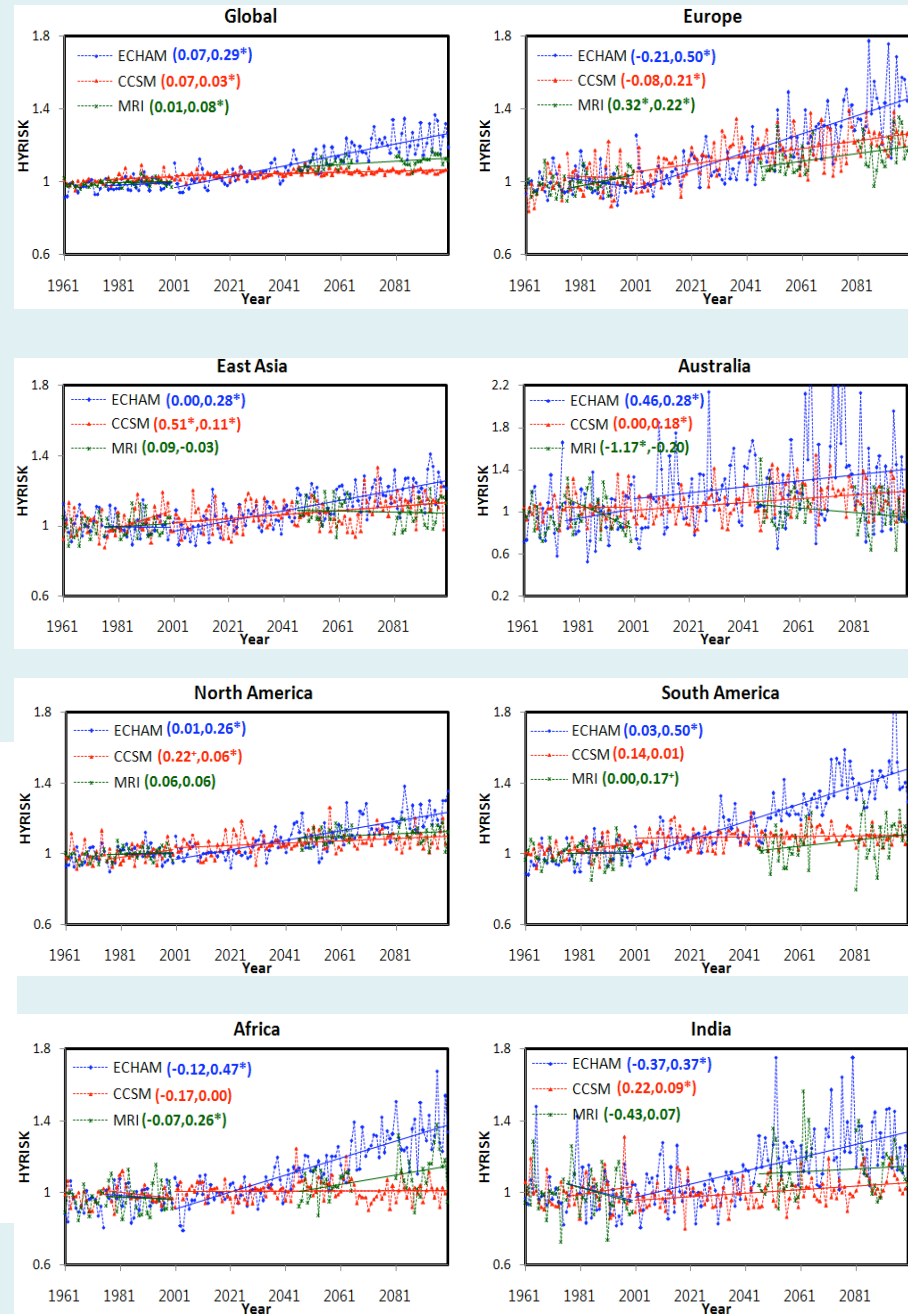 Global
1.8
1.4
1
0.6
HYRISK
ECHAM (0.07,0.29*)
CCSM (0.07,0.03*)
MRI (0.01,0.08*)
1961 1981 2001 2021 2041 2061 2081
Year
Europe
1.8
1.4
1
0.6
HYRISK
ECHAM (-0.21,0.50*)
CCSM (-0.08,0.21*)
MRI (0.32*,0.22*)
1961 1981 2001 2021 2041 2061 2081
Year
East Asia
1.8
1.4
1
0.6
HYRISK
ECHAM (0.00,0.28*)
CCSM (0.51*,0.11*)
MRI (0.09,-0.03)
1961 1981 2001 2021 2041 2061 2081
Year
Australia
2.2
1.8
1.4
1
0.6
0.2
HYRISK
ECHAM (0.46,0.28*)
CCSM (0.00,0.18*)
MRI (-1.17*,-0.20)
1961 1981 2001 2021 2041 2061 2081
Year
North America
1.8
1.4
1
0.6
HYRISK
ECHAM (0.01,0.26*)
CCSM (0.22⁺,0.06*)
MRI (0.06,0.06)
1961 1981 2001 2021 2041 2061 2081
Year
South America
1.8
1.4
1
0.6
HYRISK
ECHAM (0.03,0.50*)
CCSM (0.14,0.01)
MRI (0.00,0.17⁺)
1961 1981 2001 2021 2041 2061 2081
Year
Africa
1.8
1.4
1
0.6
HYRISK
ECHAM (-0.12,0.47*)
CCSM (-0.17,0.00)
MRI (-0.07,0.26*)
1961 1981 2001 2021 2041 2061 2081
Year
India
1.8
1.4
1
0.6
HYRISK
ECHAM (-0.37,0.37*)
CCSM (0.22,0.09*)
MRI (-0.43,0.07)
1961 1981 2001 2021 2041 2061 2081
Year